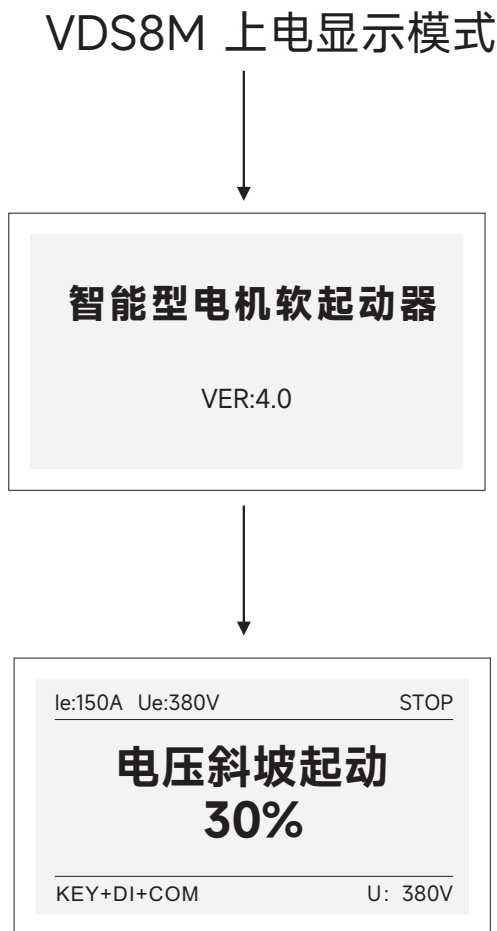 VDS8M 上电显示模式
智能型电机软起动器
VER:4.0
Ie:150A Ue:380V STOP
电压斜坡起动
30%
KEY+DI+COM U: 380V